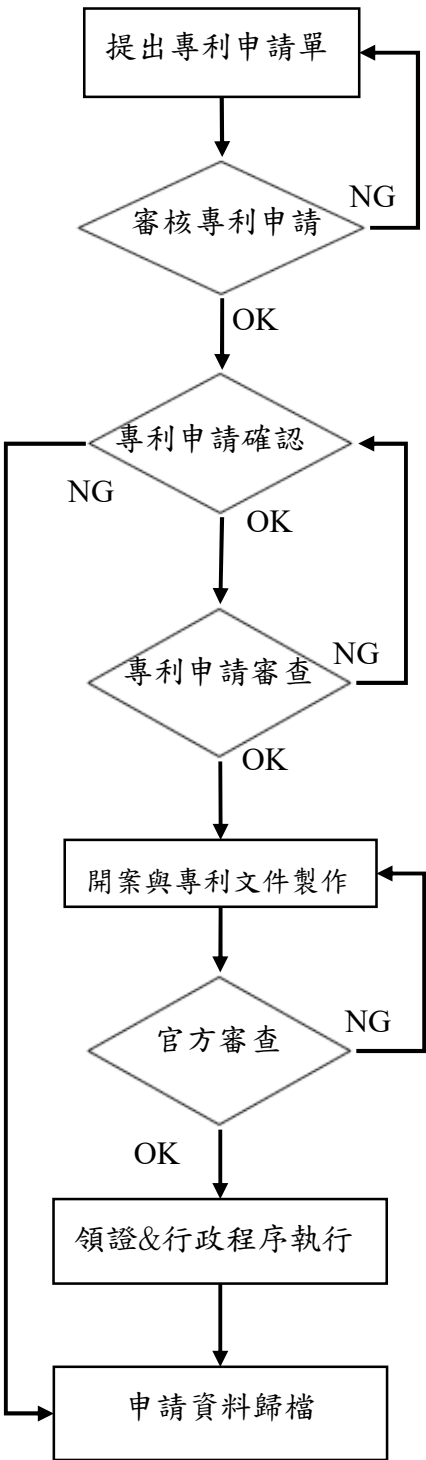 提出專利申請單
NG
審核專利申請
OK
專利申請確認
NG
OK
NG
專利申請審查
OK
開案與專利文件製作
NG
官方審查
OK
領證&行政程序執行
申請資料歸檔